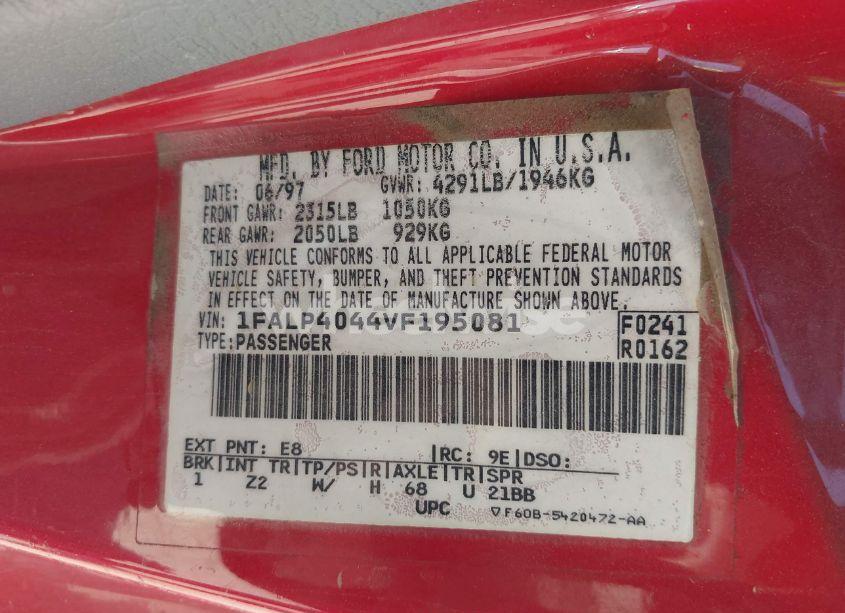 MFD. BY FORD MOTOR CO. IN U.S.A.
DATE: 06/97 GVWR: 4291LB/1946KG
FRONT GAWR: 2315LB 1050KG
REAR GAWR: 2050LB 929KG
THIS VEHICLE CONFORMS TO ALL APPLICABLE FEDERAL MOTOR
VEHICLE SAFETY, BUMPER, AND THEFT PREVENTION STANDARDS
IN EFFECT ON THE DATE OF MANUFACTURE SHOWN ABOVE.
VIN: 1FALP4044VF195081 F0241
TYPE: PASSENGER R0162
EXT PNT: E8 |RC: 9E|DSO:
BRK|INT TR|TP/PS|R|AXLE|TR|SPR
1 Z2 W/ H 68 U 21BB
UPC ▽F60B-5420472-AA